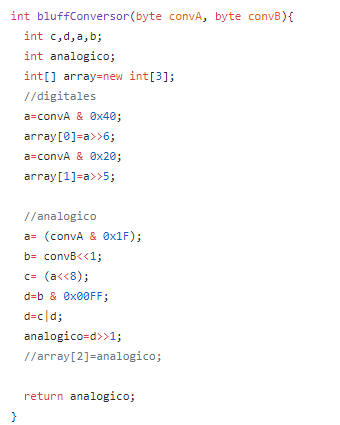 int bluffConversor(byte convA, byte convB){
  int c,d,a,b;
  int analogico;
  int[] array=new int[3];
  //digitales
  a=convA & 0x40;
  array[0]=a>>6;
  a=convA & 0x20;
  array[1]=a>>5;

  //analogico
  a= (convA & 0x1F);
  b= convB<<1;
  c= (a<<8);
  d=b & 0x00FF;
  d=c|d;
  analogico=d>>1;
  //array[2]=analogico;

  return analogico;
}